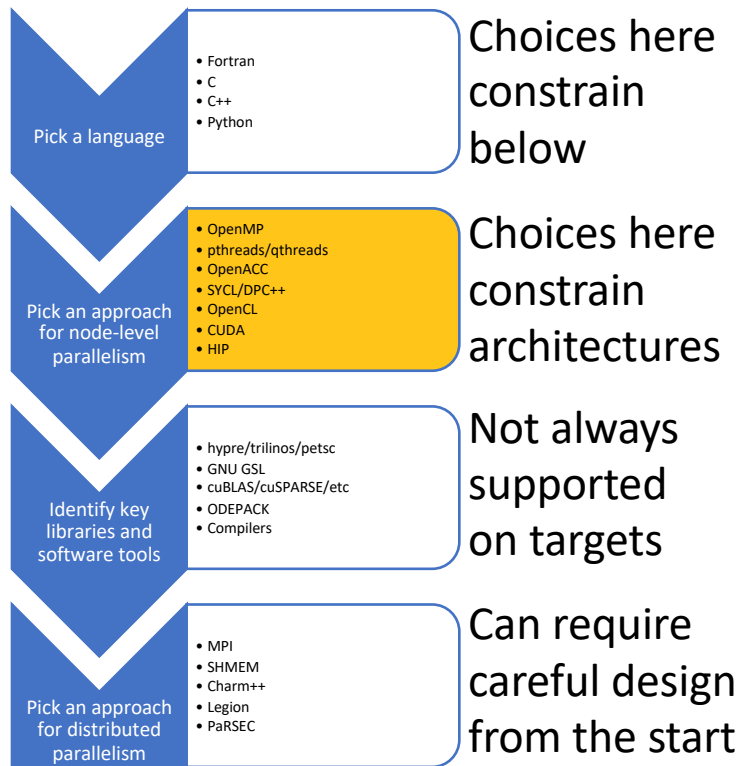 Pick a language
• Fortran
• C
• C++
• Python
Choices here
constrain
below
Pick an approach
for node-level
parallelism
• OpenMP
• pthreads/qthreads
• OpenACC
• SYCL/DPC++
• OpenCL
• CUDA
• HIP
Choices here
constrain
architectures
Identify key
libraries and
software tools
• hypre/trilinos/petsc
• GNU GSL
• cuBLAS/cuSPARSE/etc
• ODEPACK
• Compilers
Not always
supported
on targets
Pick an approach
for distributed
parallelism
• MPI
• SHMEM
• Charm++
• Legion
• PaRSEC
Can require
careful design
from the start